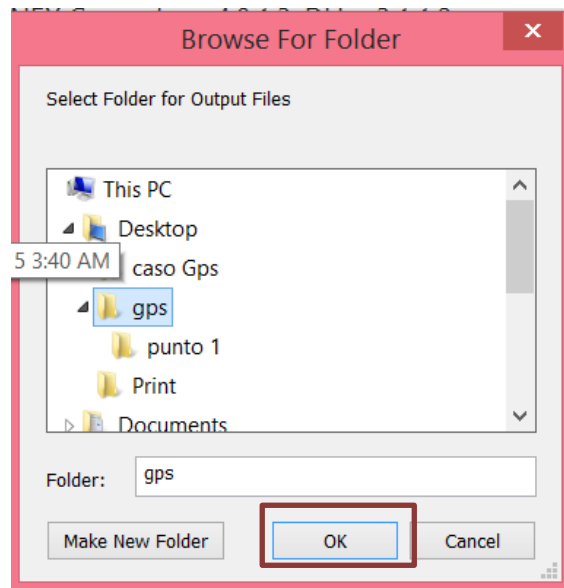 Browse For Folder
Select Folder for Output Files
This PC
Desktop
5 3:40 AM
caso Gps
gps
punto 1
Print
Documents
Folder: gps
Make New Folder OK Cancel